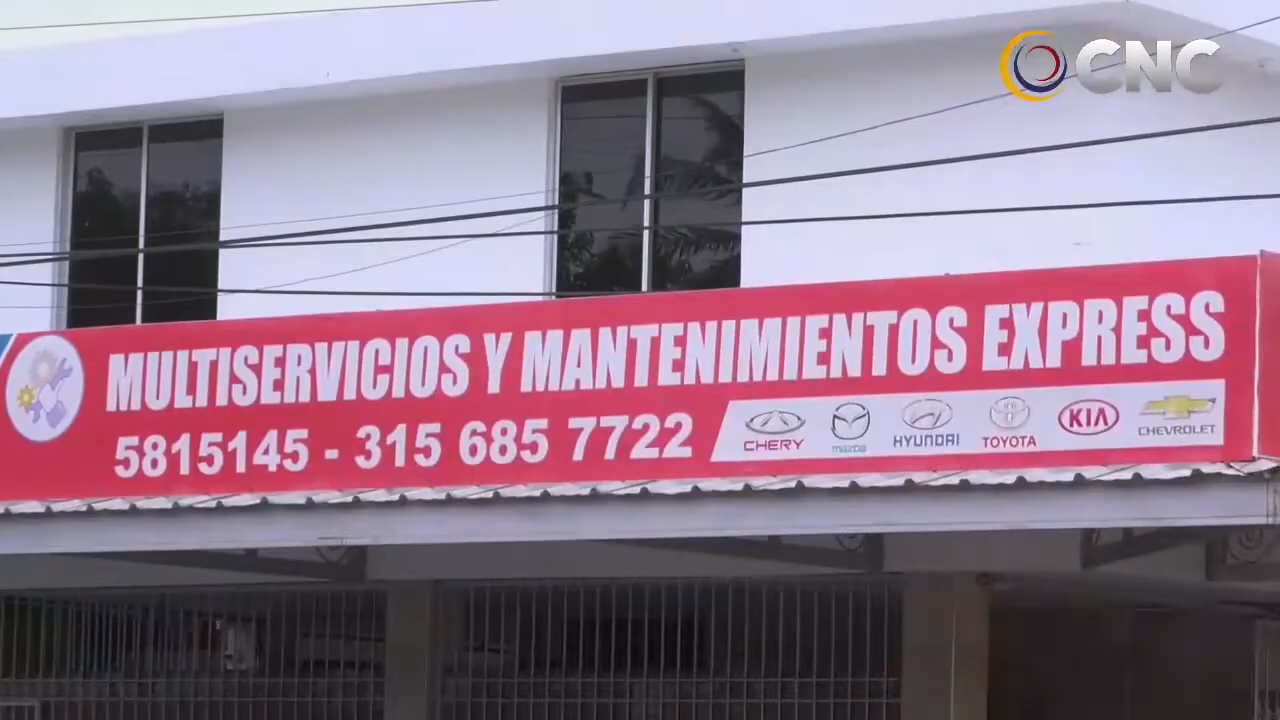 CNC
MULTISERVICIOS Y MANTENIMIENTOS EXPRESS
5815145 - 315 685 7722
CHERY mazda HYUNDAI TOYOTA KIA CHEVROLET